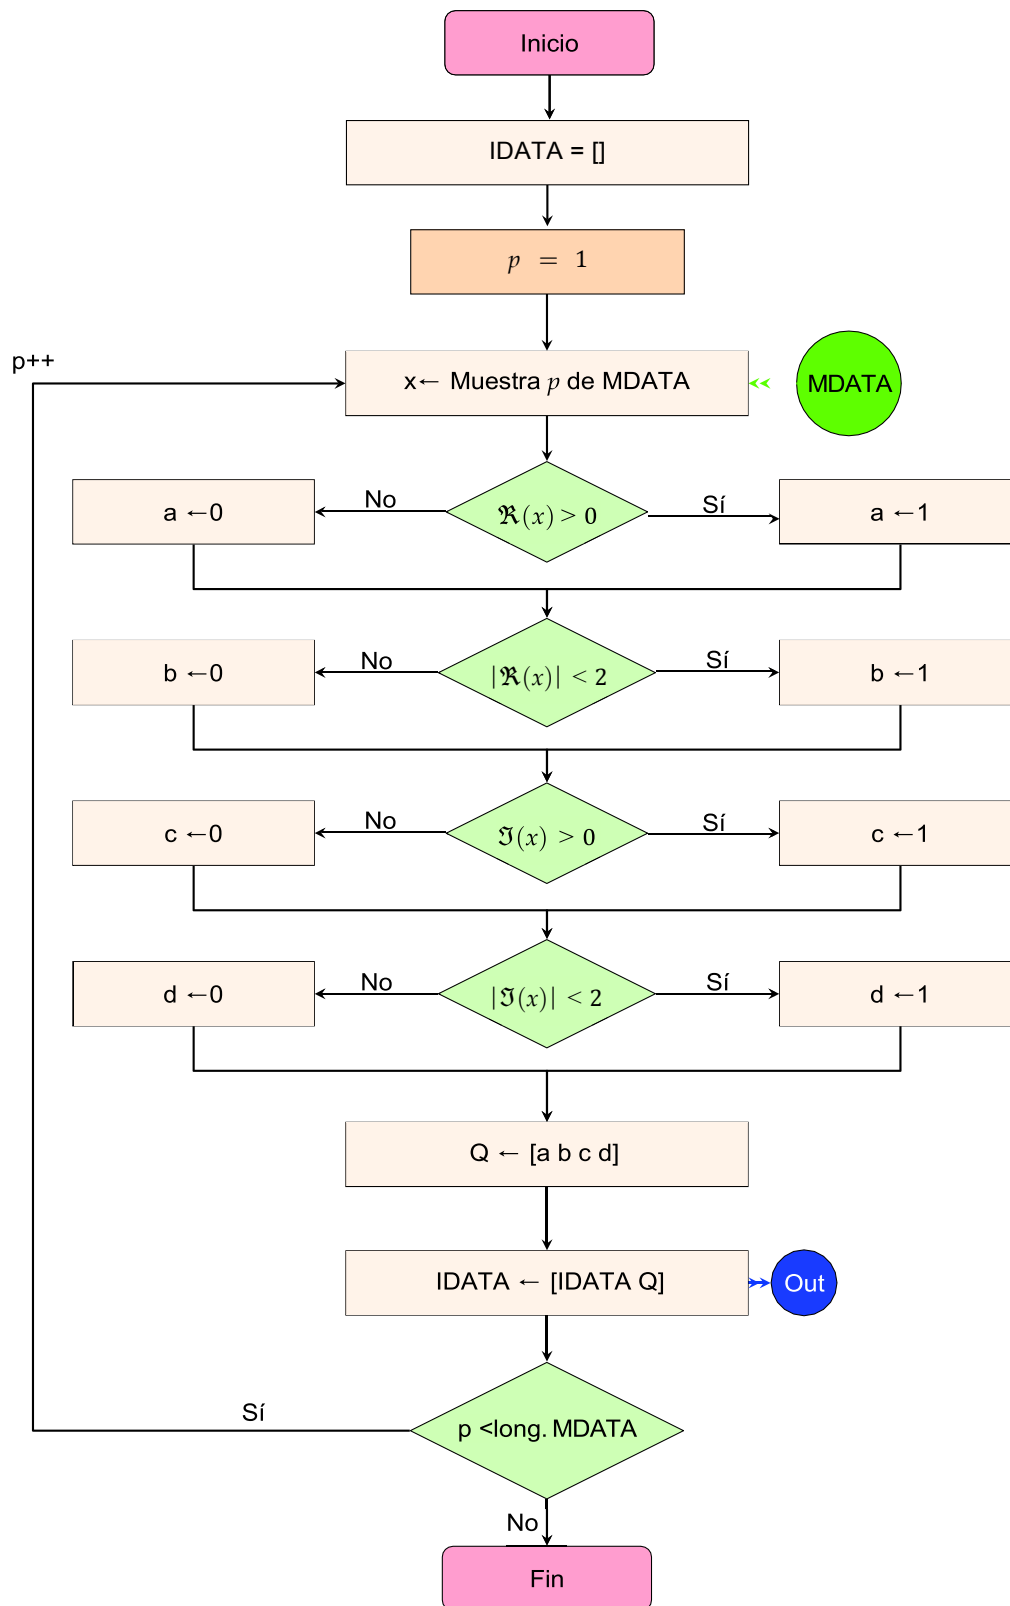 Inicio
IDATA = []
p = 1
p++
x← Muestra p de MDATA
MDATA
No
ℜ(x) > 0
Sí
a ←0
a ←1
No
|ℜ(x)| < 2
Sí
b ←0
b ←1
No
ℑ(x) > 0
Sí
c ←0
c ←1
No
|ℑ(x)| < 2
Sí
d ←0
d ←1
Q ← [a b c d]
IDATA ← [IDATA Q]
Out
Sí
p <long. MDATA
No
Fin